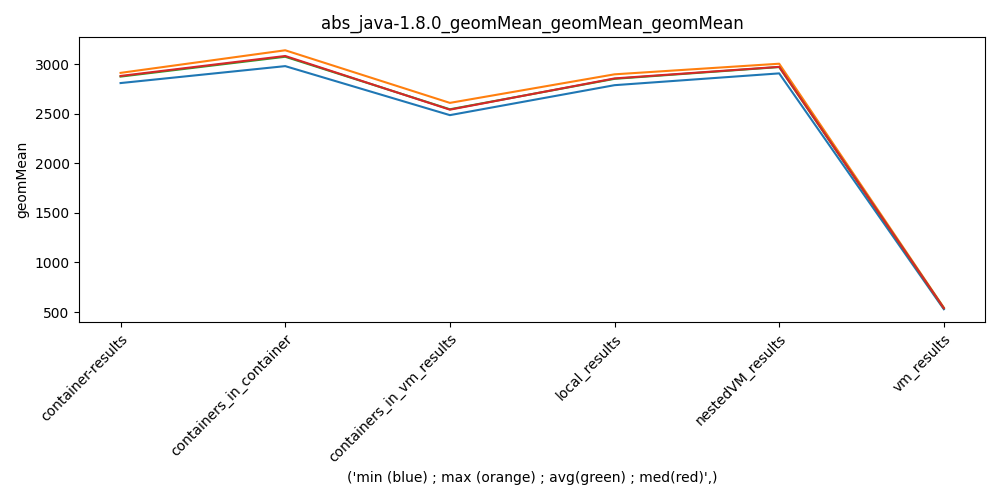 abs_java-1.8.0_geomMean_geomMean_geomMean
geomMean
3000
2500
2000
1500
1000
500
container-results
containers_in_container
containers_in_vm_results
local_results
nestedVM_results
vm_results
('min (blue) ; max (orange) ; avg(green) ; med(red)',)